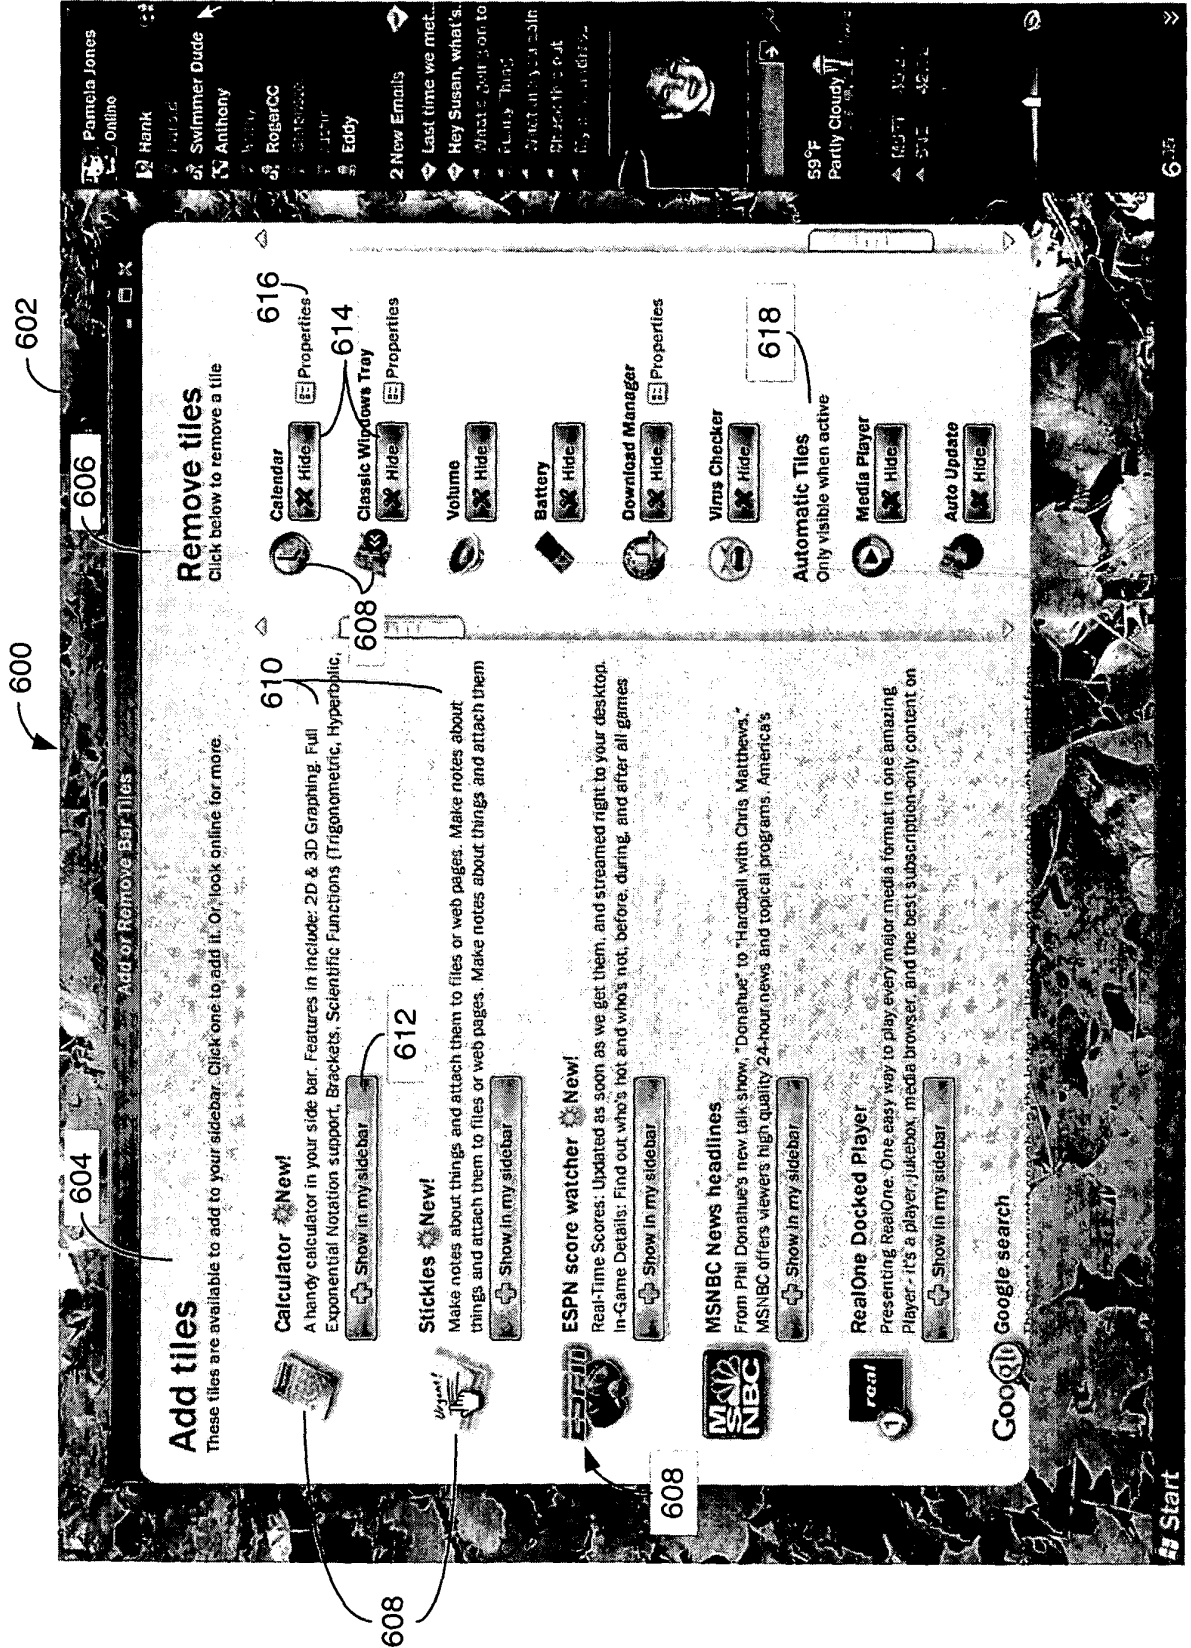 600
602
Add or Remove Bar Tiles
604
Add tiles
These tiles are available to add to your sidebar. Click one to add it. Or, look online for more.
608
Calculator New!
A handy calculator in your side bar. Features in include: 2D & 3D Graphing, Full
Exponential Notation support, Brackets, Scientific Functions (Trigonometric, Hyperbolic,
Show in my sidebar
610
612
Urgent!
Stickies New!
Make notes about things and attach them to files or web pages. Make notes about
things and attach them to files or web pages. Make notes about things and attach them
Show in my sidebar
608
ESPN
ESPN score watcher New!
Real-Time Scores: Updated as soon as we get them, and streamed right to your desktop.
In-Game Details: Find out who's hot and who's not, before, during, and after all games
Show in my sidebar
MSNBC
MSNBC News headlines
From Phil Donahue's new talk show, "Donahue" to "Hardball with Chris Matthews,"
MSNBC offers viewers high quality 24-hour news and topical programs. America's
Show in my sidebar
real
1
RealOne Docked Player
Presenting RealOne. One easy way to play every major media format in one amazing
Player - it's a player, jukebox, media browser, and the best subscription-only content on
Show in my sidebar
Google
Google search
606
Remove tiles
Click below to remove a tile
608
Calendar
Hide
Properties
616
614
Classic Windows Tray
Hide
Properties
Volume
Hide
Battery
Hide
Download Manager
Hide
Properties
Virus Checker
Hide
618
Automatic Tiles
Only visible when active
Media Player
Hide
Auto Update
Hide
Pamela Jones
Online
Hank
Swimmer Dude
Anthony
RogerCC
Eddy
2 New Emails
Last time we met...
Hey Susan, what's..
59°F
Partly Cloudy
Start